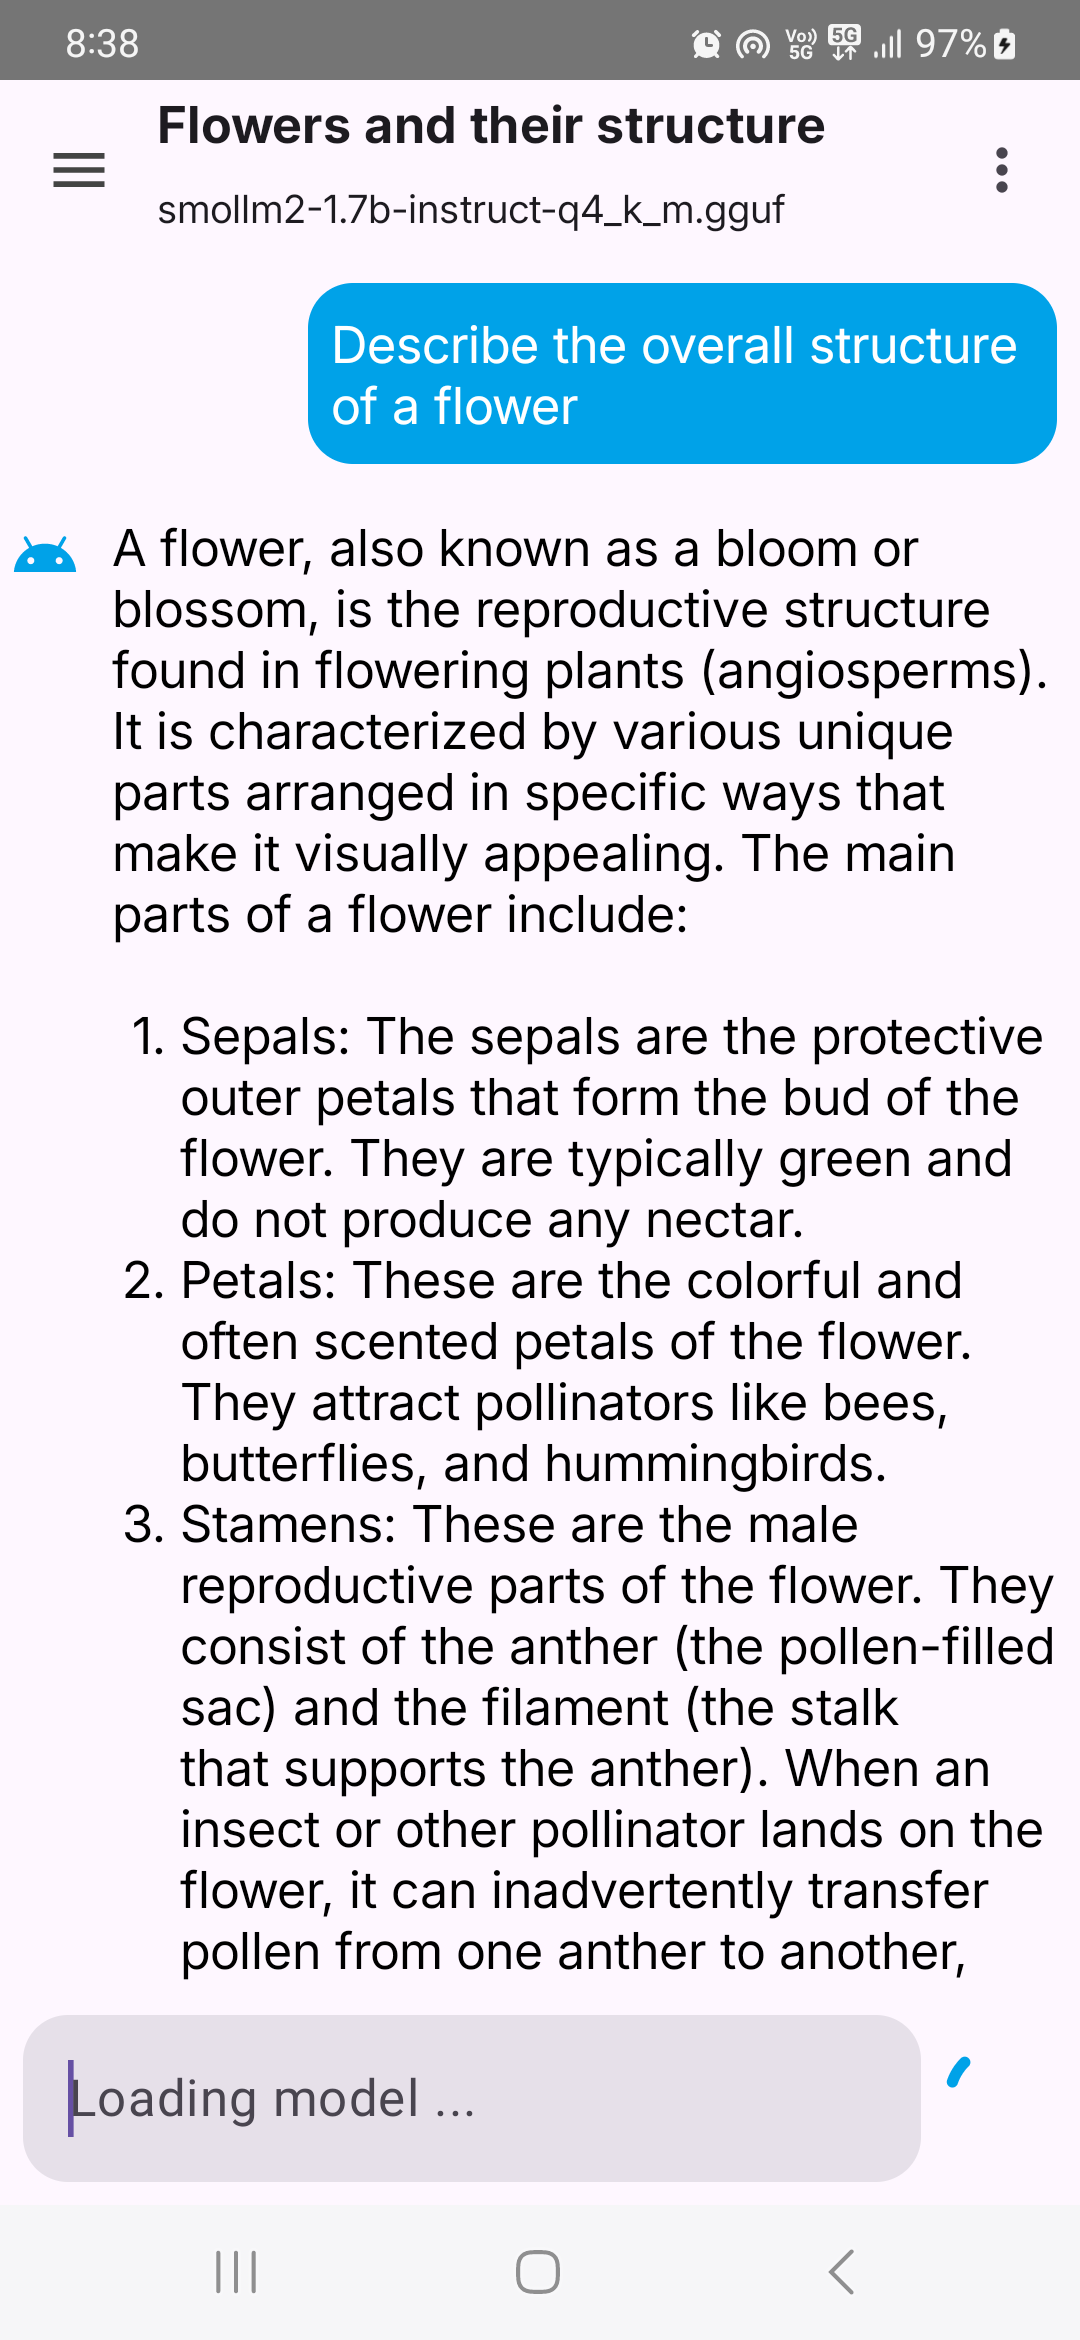 8:38
Vo)) 5G
5G
97%
Flowers and their structure
smollm2-1.7b-instruct-q4_k_m.gguf
Describe the overall structure
of a flower
A flower, also known as a bloom or
blossom, is the reproductive structure
found in flowering plants (angiosperms).
It is characterized by various unique
parts arranged in specific ways that
make it visually appealing. The main
parts of a flower include:
1. Sepals: The sepals are the protective
outer petals that form the bud of the
flower. They are typically green and
do not produce any nectar.
2. Petals: These are the colorful and
often scented petals of the flower.
They attract pollinators like bees,
butterflies, and hummingbirds.
3. Stamens: These are the male
reproductive parts of the flower. They
consist of the anther (the pollen-filled
sac) and the filament (the stalk
that supports the anther). When an
insect or other pollinator lands on the
flower, it can inadvertently transfer
pollen from one anther to another,
Loading model ...